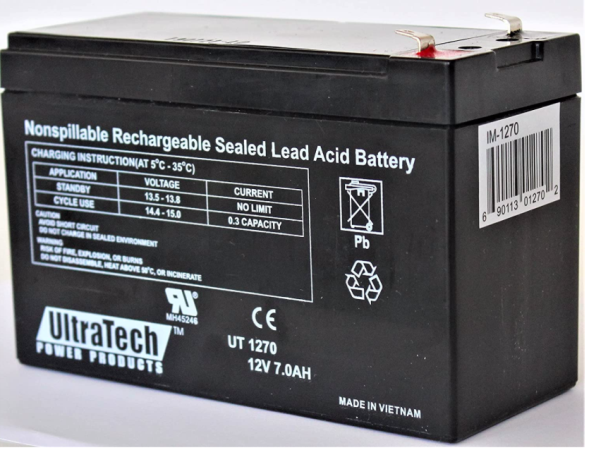 Nonspillable Rechargeable Sealed Lead Acid Battery
CHARGING INSTRUCTION(AT 5°C - 35°C)
APPLICATION VOLTAGE CURRENT
STANDBY 13.5 - 13.8 NO LIMIT
CYCLE USE 14.4 - 15.0 0.3 CAPACITY
CAUTION
AVOID SHORT CIRCUIT
DO NOT CHARGE IN SEALED ENVIRONMENT
WARNING
RISK OF FIRE, EXPLOSION, OR BURNS
DO NOT DISASSEMBLE, HEAT ABOVE 50°C, OR INCINERATE
Pb
RU
MH45246
CE
UltraTech™
POWER PRODUCTS
UT 1270
12V 7.0AH
MADE IN VIETNAM
IM-1270
6 90113 01270 2